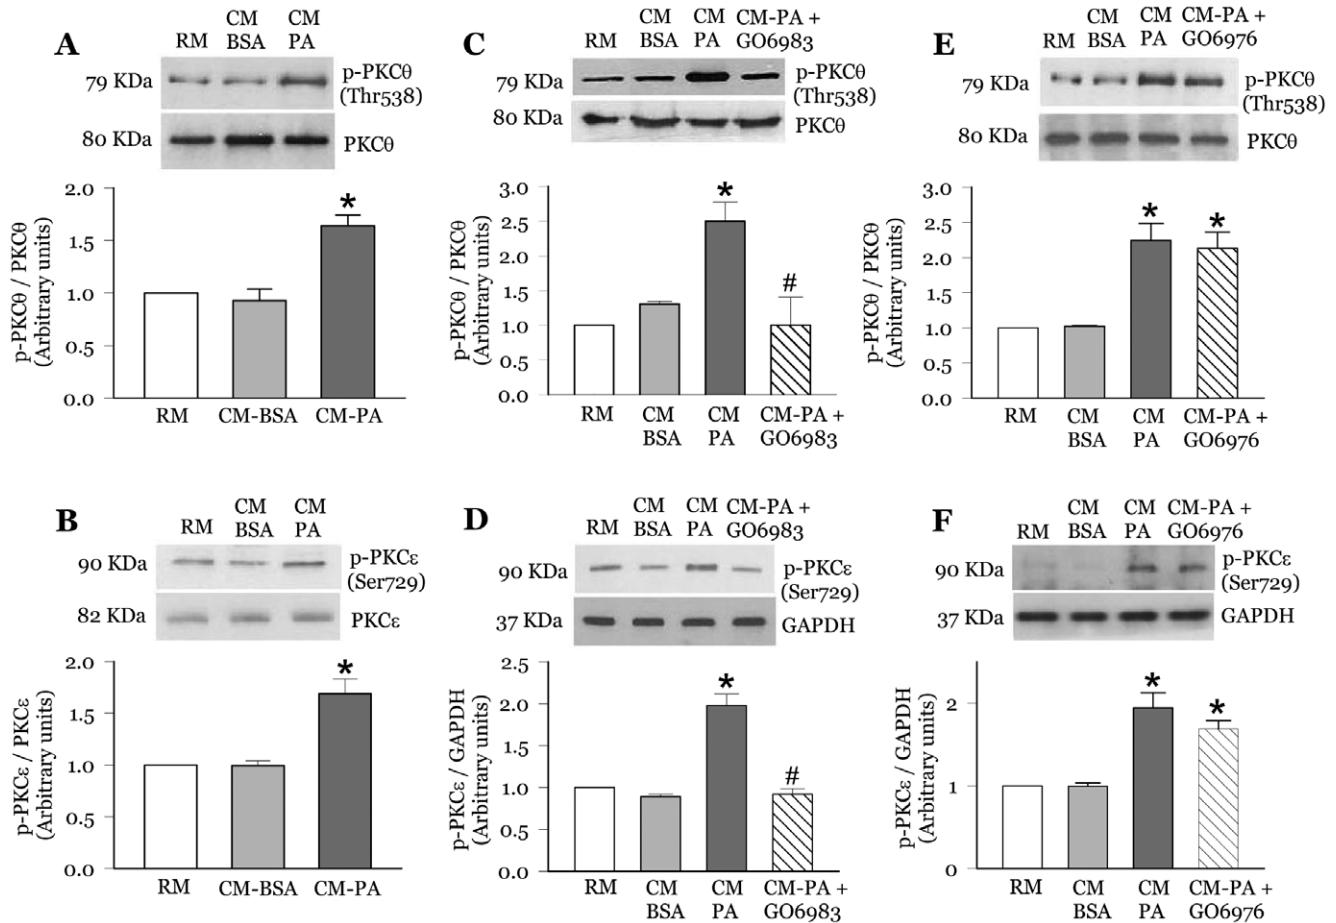 A
RM
CM
BSA
CM
PA
79 KDa
p-PKCθ
(Thr538)
80 KDa
PKCθ
p-PKCθ / PKCθ
(Arbitrary units)
2.0
1.5
1.0
0.5
0.0
*
RM
CM-BSA
CM-PA
C
RM
CM
BSA
CM
PA
CM-PA +
GO6983
79 KDa
p-PKCθ
(Thr538)
80 KDa
PKCθ
p-PKCθ / PKCθ
(Arbitrary units)
3.0
2.5
1.5
1.0
0.5
0.0
*
#
RM
CM
BSA
CM
PA
CM-PA +
GO6983
E
RM
CM
BSA
CM
PA
CM-PA +
GO6976
79 KDa
p-PKCθ
(Thr538)
80 KDa
PKCθ
p-PKCθ / PKCθ
(Arbitrary units)
3.0
2.5
2.0
1.0
0.5
0.0
*
*
RM
CM
BSA
CM
PA
CM-PA +
GO6976
B
RM
CM
BSA
CM
PA
90 KDa
p-PKCε
(Ser729)
82 KDa
PKCε
p-PKCε / PKCε
(Arbitrary units)
2.0
1.5
1.0
0.5
0.0
*
RM
CM-BSA
CM-PA
D
RM
CM
BSA
CM
PA
CM-PA +
GO6983
90 KDa
p-PKCε
(Ser729)
37 KDa
GAPDH
p-PKCε / GAPDH
(Arbitrary units)
2.5
2.0
1.5
1.0
0.5
0.0
*
#
RM
CM
BSA
CM
PA
CM-PA +
GO6983
F
RM
CM
BSA
CM
PA
CM-PA +
GO6976
90 KDa
p-PKCε
(Ser729)
37 KDa
GAPDH
p-PKCε / GAPDH
(Arbitrary units)
2
1
0
*
*
RM
CM
BSA
CM
PA
CM-PA +
GO6976